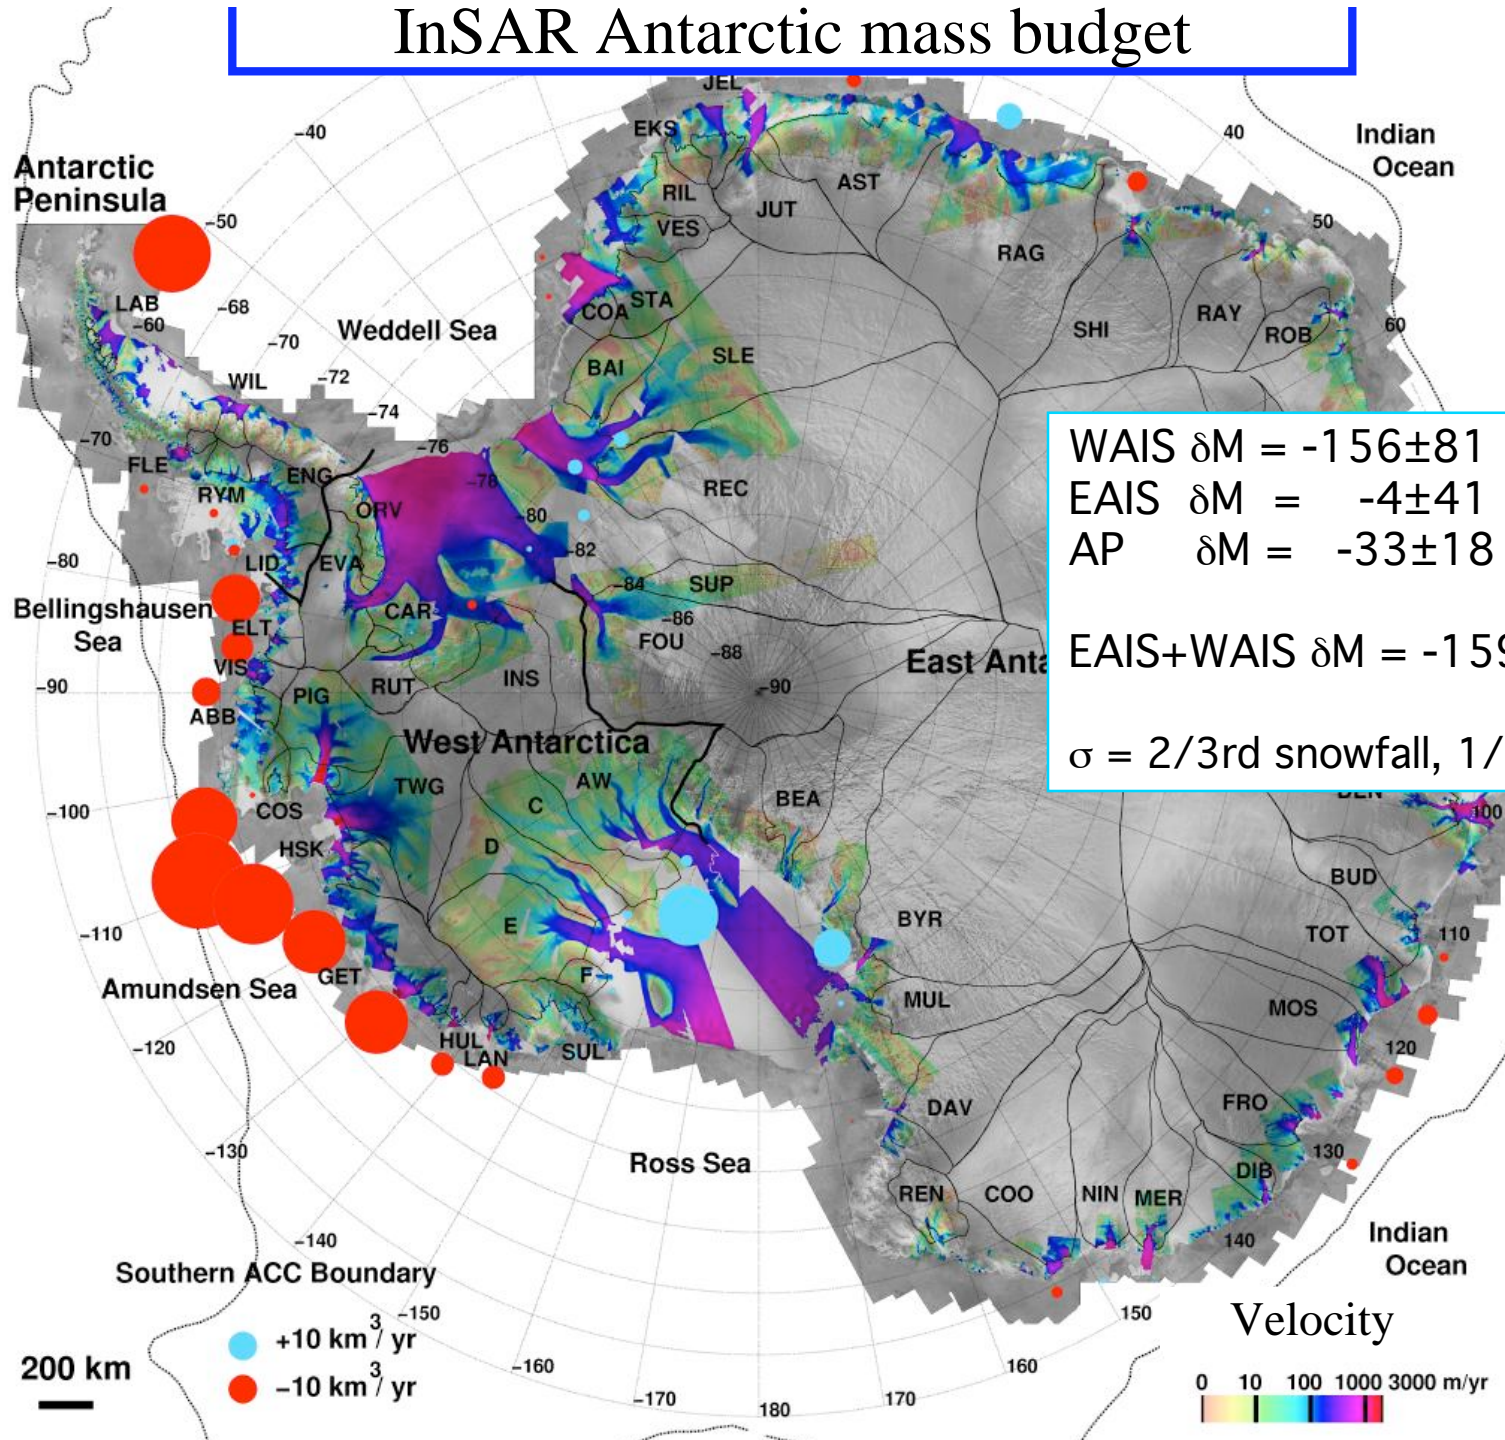 InSAR Antarctic mass budget
JEL
EKS
-40
40
Indian
Ocean
Antarctic
Peninsula
-50
RIL
AST
JUT
VES
50
RAG
LAB
-60
-68
COA
STA
Weddell Sea
-70
SHI
RAY
ROB
60
BAI
SLE
WIL
-72
-74
-70
-76
FLE
ENG
-78
RYM
ORV
REC
-80
-82
LID
EVA
-80
-84
SUP
-86
CAR
Bellingshausen
Sea
ELT
FOU
-88
VIS
INS
RUT
-90
PIG
-90
ABB
East Anta
West Antarctica
WAIS δM = -156±81
EAIS δM = -4±41
AP δM = -33±18
EAIS+WAIS δM = -159
σ = 2/3rd snowfall, 1/
TWG
AW
C
BEA
DEN
100
COS
-100
HSK
D
BUD
E
BYR
TOT
110
-110
GET
F
Amundsen Sea
MUL
MOS
-120
HUL
LAN
SUL
120
DAV
FRO
-130
Ross Sea
130
DIB
REN
COO
NIN
MER
140
-140
Indian
Ocean
Southern ACC Boundary
-150
150
+10 km3/ yr
-10 km3/ yr
200 km
-160
160
-170
170
180
Velocity
0 10 100 1000 3000 m/yr